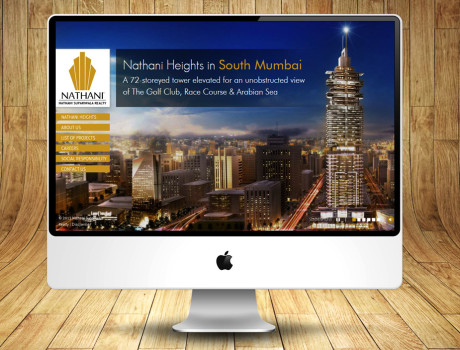 NATHANI
NATHANI SUPARIWALA REALTY
Nathani Heights in South Mumbai
A 72-storeyed tower elevated for an unobstructed view
of The Golf Club, Race Course & Arabian Sea
NATHANI HEIGHTS
ABOUT US
LIST OF PROJECTS
CAREERS
SOCIAL RESPONSIBILITY
CONTACT US
Disclaimer